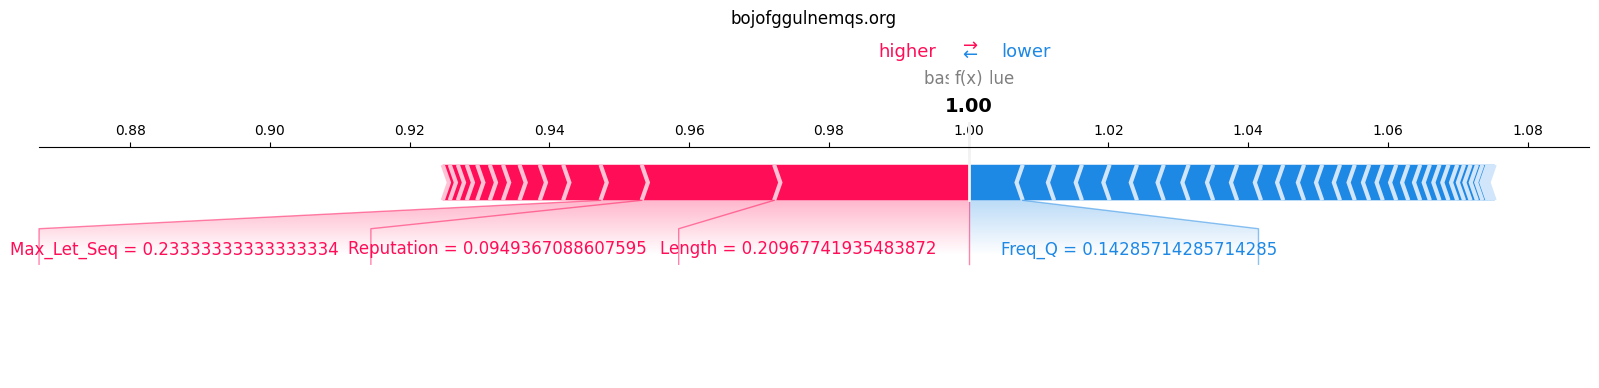 bojofggulnemqs.org
higher ⇄ lower
bas f(x) lue
1.00
0.88 0.90 0.92 0.94 0.96 0.98 1.00 1.02 1.04 1.06 1.08
Max_Let_Seq = 0.23333333333333334 Reputation = 0.0949367088607595 Length = 0.20967741935483872 Freq_Q = 0.14285714285714285